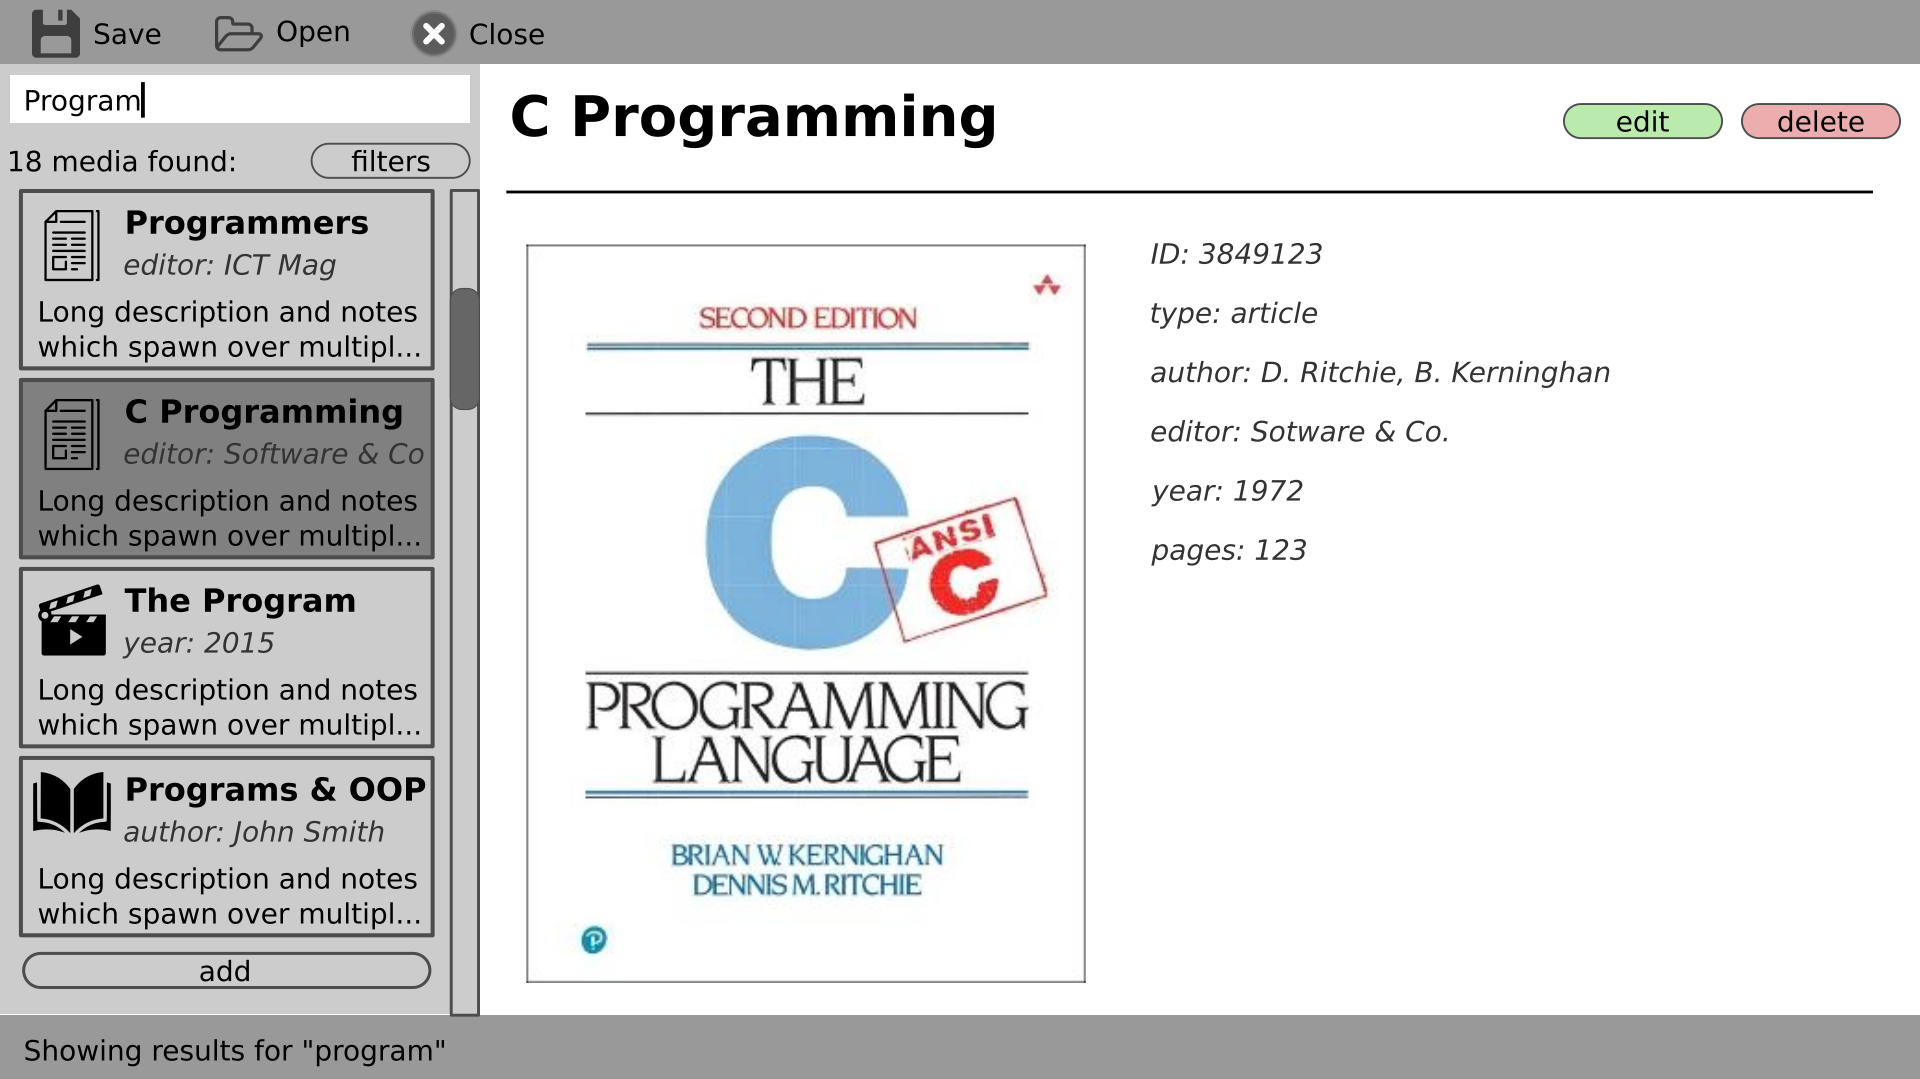 Save Open Close
Program
18 media found: filters
Programmers
editor: ICT Mag
Long description and notes
which spawn over multipl...
C Programming
editor: Software & Co
Long description and notes
which spawn over multipl...
The Program
year: 2015
Long description and notes
which spawn over multipl...
Programs & OOP
author: John Smith
Long description and notes
which spawn over multipl...
add
C Programming
edit delete
SECOND EDITION
THE
C
ANSI
C
PROGRAMMING
LANGUAGE
BRIAN W. KERNIGHAN
DENNIS M. RITCHIE
P
ID: 3849123
type: article
author: D. Ritchie, B. Kerninghan
editor: Sotware & Co.
year: 1972
pages: 123
Showing results for "program"